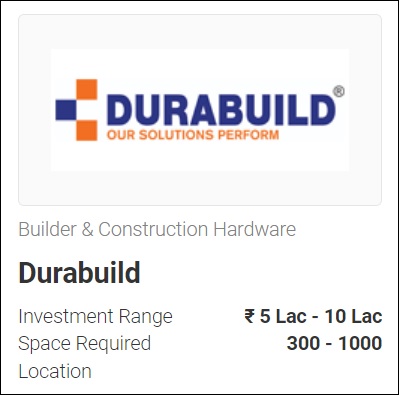 DURABUILD®
OUR SOLUTIONS PERFORM
Builder & Construction Hardware
Durabuild
Investment Range ₹ 5 Lac - 10 Lac
Space Required 300 - 1000
Location